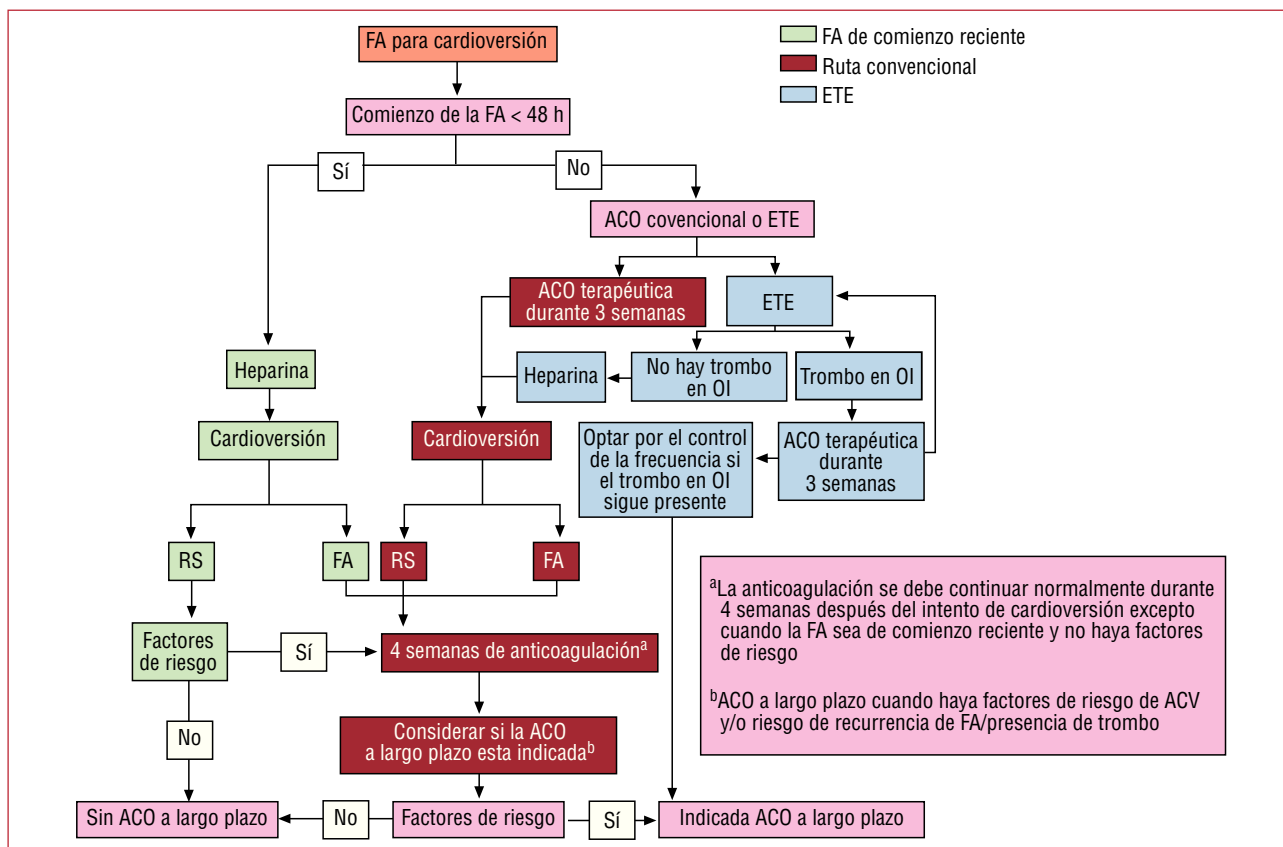 FA para cardioversión
FA de comienzo reciente
Ruta convencional
ETE
Comienzo de la FA < 48 h
Sí
No
ACO covencional o ETE
ACO terapéutica
durante 3 semanas
ETE
Heparina
Heparina
No hay trombo
en OI
Trombo en OI
Cardioversión
Cardioversión
Optar por el control
de la frecuencia si
el trombo en OI
sigue presente
ACO terapéutica
durante
3 semanas
RS
FA
RS
FA
Factores
de riesgo
Sí
4 semanas de anticoagulaciónᵃ
No
Considerar si la ACO
a largo plazo esta indicadaᵇ
Sin ACO a largo plazo
No
Factores de riesgo
Sí
Indicada ACO a largo plazo
ᵃLa anticoagulación se debe continuar normalmente durante
4 semanas después del intento de cardioversión excepto
cuando la FA sea de comienzo reciente y no haya factores
de riesgo
ᵇACO a largo plazo cuando haya factores de riesgo de ACV
y/o riesgo de recurrencia de FA/presencia de trombo